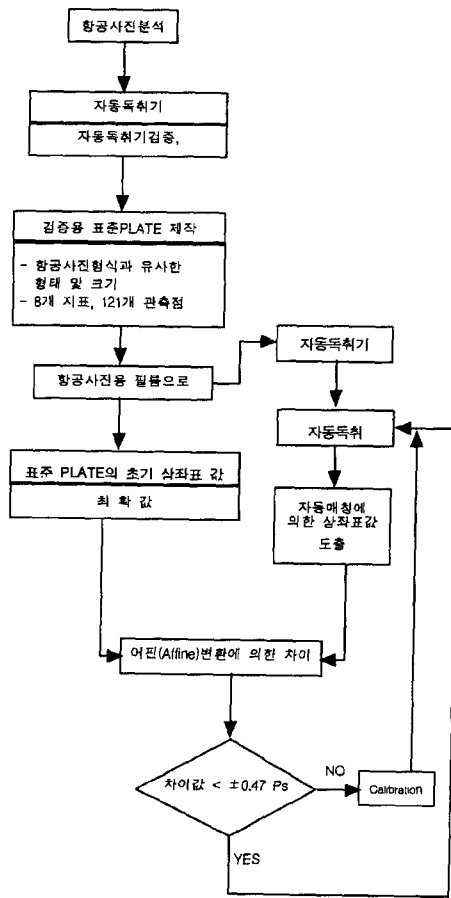 항공사진분석
자동독취기
자동독취기검증,
검증용 표준PLATE 제작
- 항공사진형식과 유사한
형태 및 크기
- 8개 지표, 121개 관측점
항공사진용 필름으로
자동독취기
자동독취
표준 PLATE의 초기 상좌표 값
최 확 값
자동매칭에
의한 상좌표값
도출
어핀(Affine)변환에 의한 차이
차이값 < ±0.47 Ps
NO
Calibration
YES